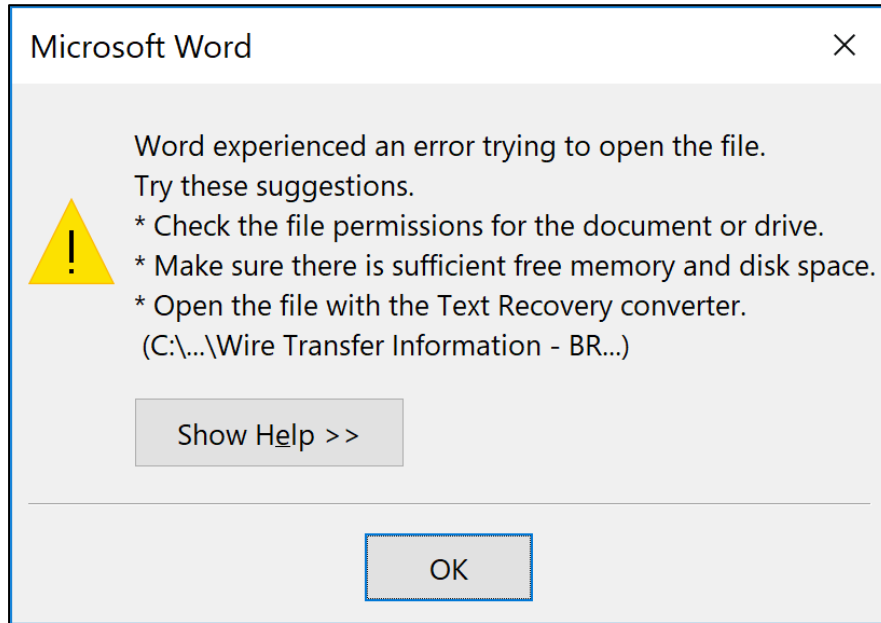 Microsoft Word
Word experienced an error trying to open the file.
Try these suggestions.
* Check the file permissions for the document or drive.
* Make sure there is sufficient free memory and disk space.
* Open the file with the Text Recovery converter.
(C:\...\Wire Transfer Information - BR...)
Show Help >>
OK